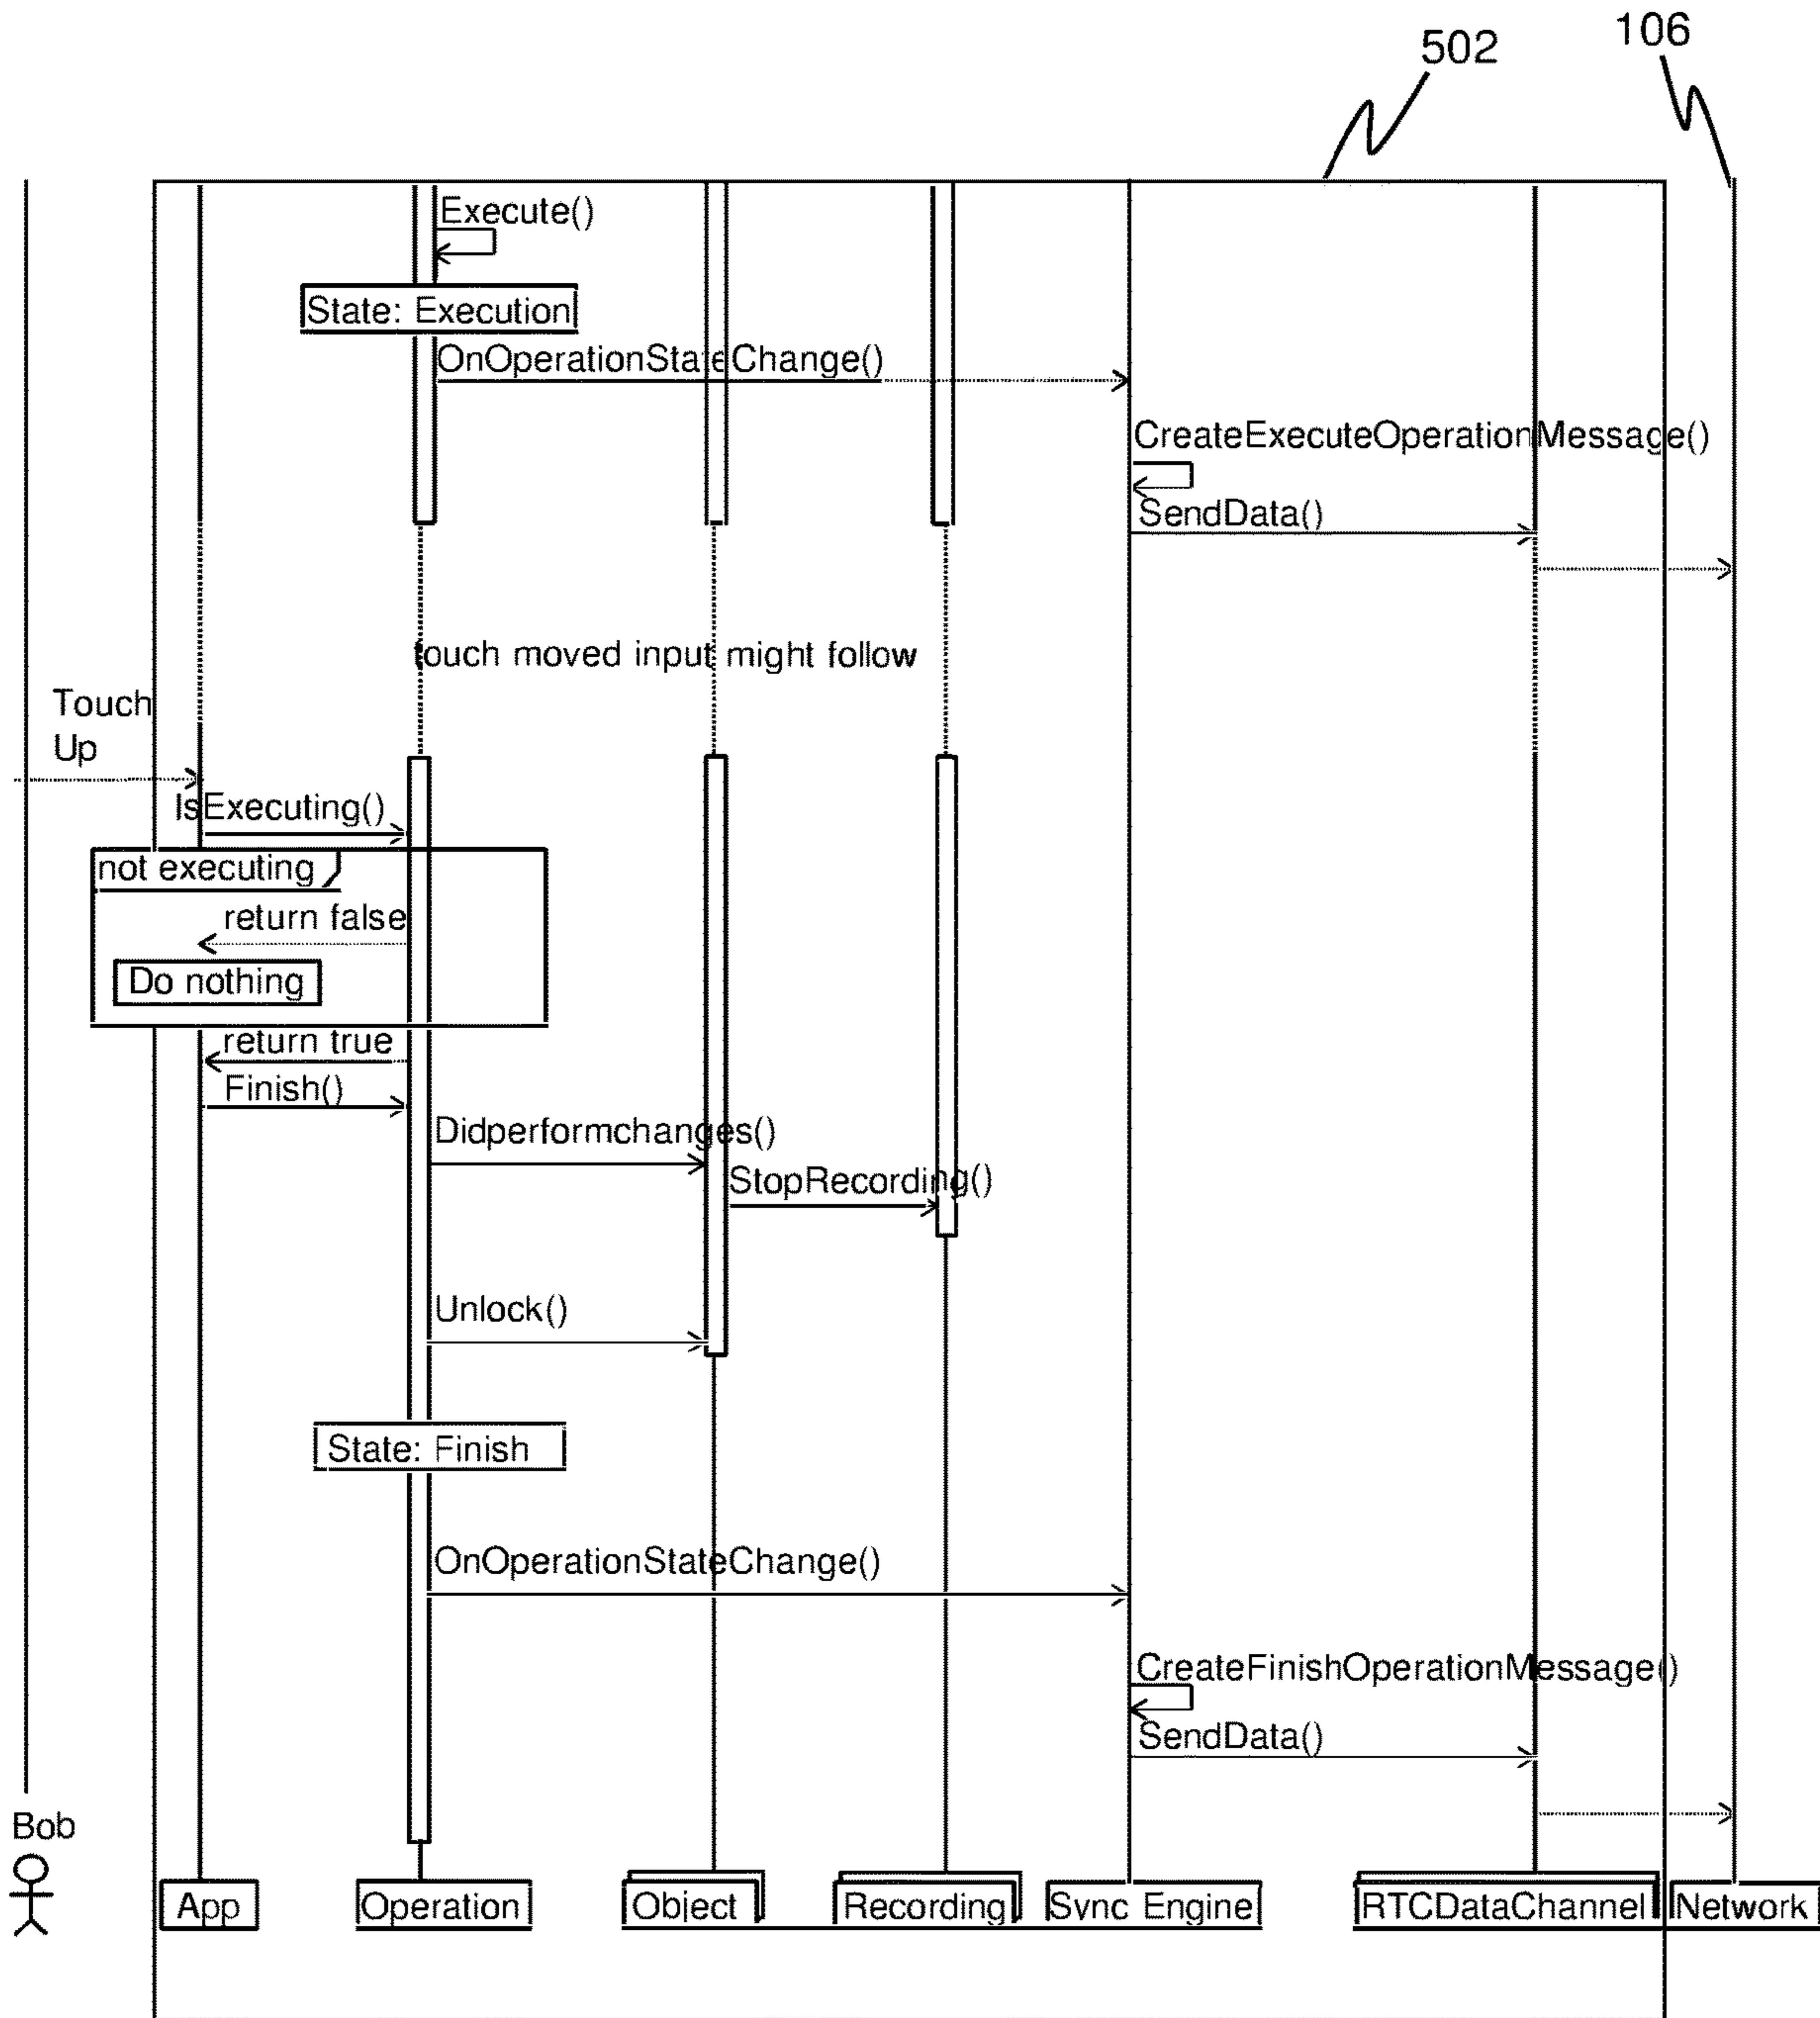 502
106
Execute()
State: Execution
OnOperationStateChange()
CreateExecuteOperationMessage()
SendData()
touch moved input might follow
Touch
Up
IsExecuting()
not executing
return false
Do nothing
return true
Finish()
Didperformchanges()
StopRecording()
Unlock()
State: Finish
OnOperationStateChange()
CreateFinishOperationMessage()
SendData()
Bob
App
Operation
Object
Recording
Sync Engine
RTCDataChannel
Network